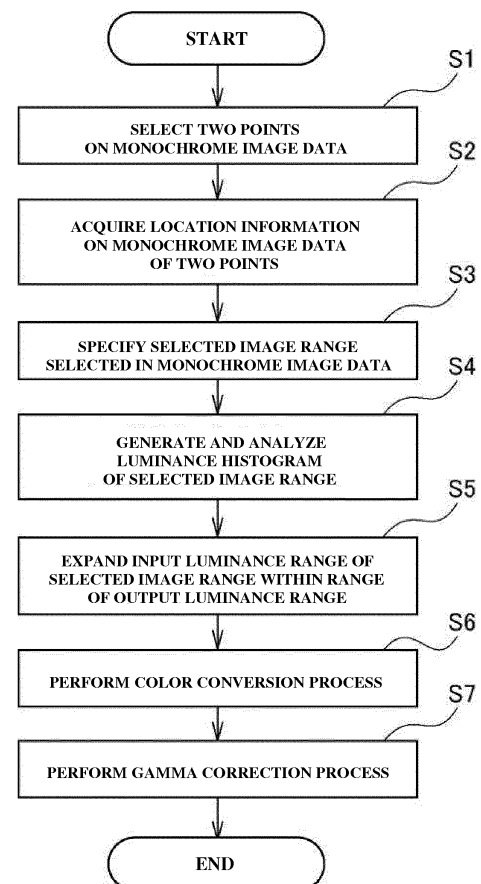 START
S1
SELECT TWO POINTS
ON MONOCHROME IMAGE DATA
S2
ACQUIRE LOCATION INFORMATION
ON MONOCHROME IMAGE DATA
OF TWO POINTS
S3
SPECIFY SELECTED IMAGE RANGE
SELECTED IN MONOCHROME IMAGE DATA
S4
GENERATE AND ANALYZE
LUMINANCE HISTOGRAM
OF SELECTED IMAGE RANGE
S5
EXPAND INPUT LUMINANCE RANGE OF
SELECTED IMAGE RANGE WITHIN RANGE
OF OUTPUT LUMINANCE RANGE
S6
PERFORM COLOR CONVERSION PROCESS
S7
PERFORM GAMMA CORRECTION PROCESS
END